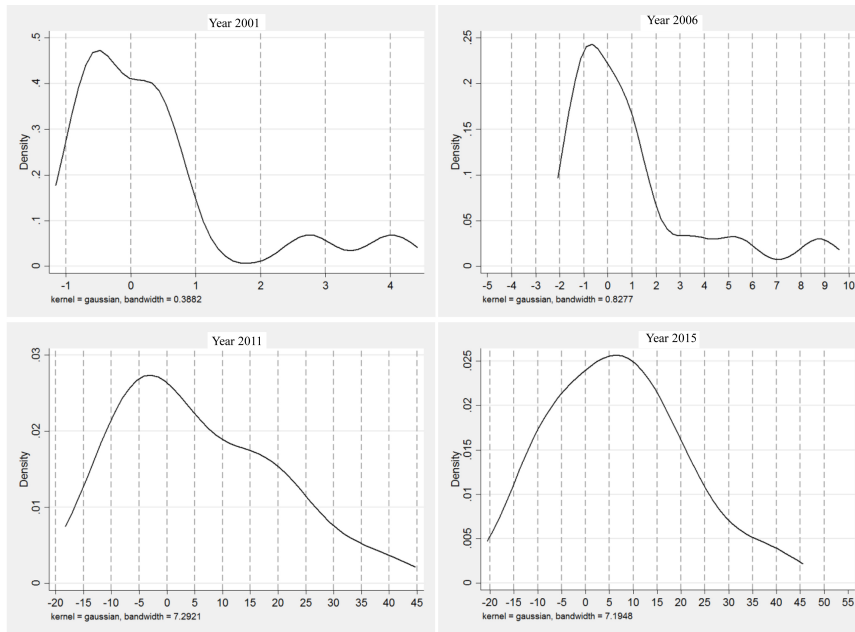 Year 2001
Density
0 .1 .2 .3 .4 .5
-1 0 1 2 3 4
kernel = gaussian, bandwidth = 0.3882
Year 2006
Density
0 .05 .1 .15 .2 .25
-5 -4 -3 -2 -1 0 1 2 3 4 5 6 7 8 9 10
kernel = gaussian, bandwidth = 0.8277
Year 2011
Density
0 .01 .02 .03
-20 -15 -10 -5 0 5 10 15 20 25 30 35 40 45
kernel = gaussian, bandwidth = 7.2921
Year 2015
Density
0 .005 .01 .015 .02 .025
-20 -15 -10 -5 0 5 10 15 20 25 30 35 40 45 50 55
kernel = gaussian, bandwidth = 7.1948